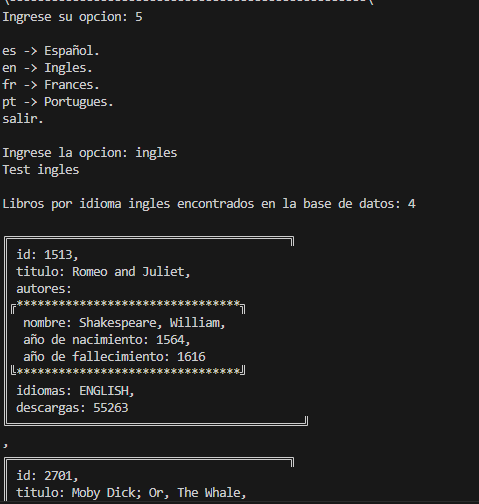 Ingrese su opcion: 5
es -> Español.
en -> Ingles.
fr -> Frances.
pt -> Portugues.
salir.
Ingrese la opcion: ingles
Test ingles
Libros por idioma ingles encontrados en la base de datos: 4
id: 1513,
titulo: Romeo and Juliet,
autores:
********************************
nombre: Shakespeare, William,
año de nacimiento: 1564,
año de fallecimiento: 1616
********************************
idiomas: ENGLISH,
descargas: 55263
,
id: 2701,
titulo: Moby Dick; Or, The Whale,